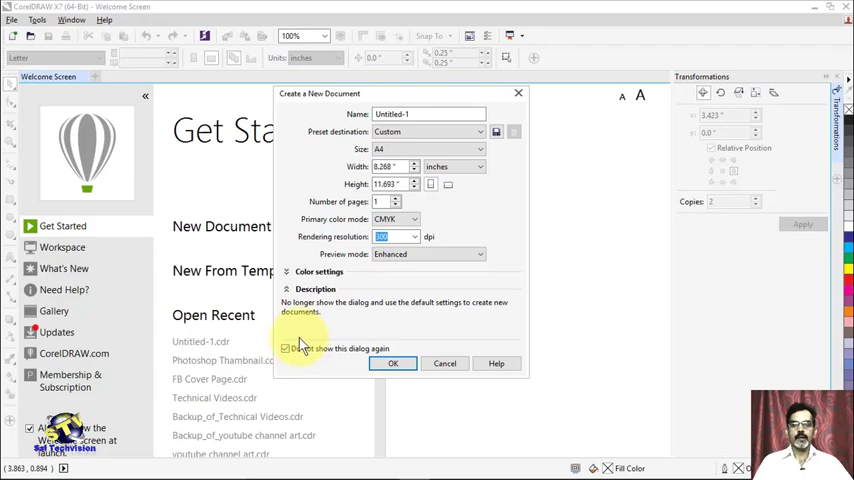 CorelDRAW X7 (64-Bit) - Welcome Screen
File Tools Window Help
100% Snap To
Letter Units: inches 0.0 " 0.25 "
0.25 "
Welcome Screen
Get Started
Workspace
What's New
Need Help?
Gallery
Updates
CorelDRAW.com
Membership &
Subscription
launch.
Sai Techvision
Get Sta
New Document
New From Temp
Open Recent
Untitled-1.cdr
Photoshop Thumbnail.cd
FB Cover Page.cdr
Technical Videos.cdr
Backup_of_Technical Videos.cdr
Backup_of_youtube channel art.cdr
youtube channel art.cdr
A A
Create a New Document
Name: Untitled-1
Preset destination: Custom
Size: A4
Width: 8.268 " inches
Height: 11.693 "
Number of pages: 1
Primary color mode: CMYK
Rendering resolution: 300 dpi
Preview mode: Enhanced
Color settings
Description
No longer show the dialog and use the default settings to create new
documents.
Do not show this dialog again
OK Cancel Help
Transformations
x: 3.423 "
y: 0.0 "
Relative Position
Copies: 2
Apply
Transformations
(3.863, 0.894)
Fill Color